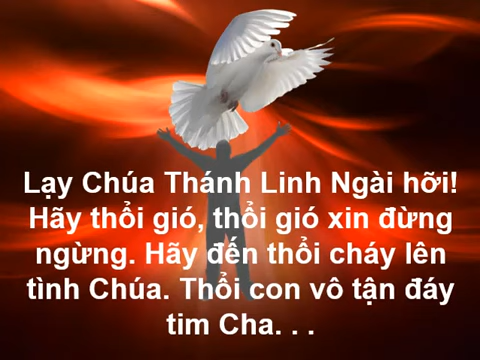 Lạy Chúa Thánh Linh Ngài hỡi!
Hãy thổi gió, thổi gió xin đừng
ngừng. Hãy đến thổi cháy lên
tình Chúa. Thổi con vô tận đáy
tim Cha. . .